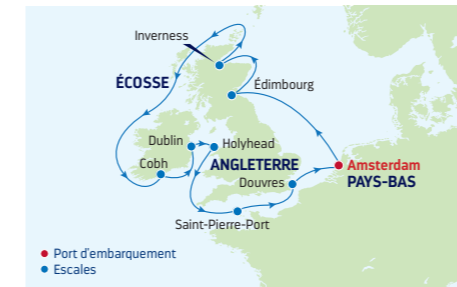 Inverness
ÉCOSSE
Édimbourg
Dublin
Holyhead
Cobh
ANGLETERRE
Amsterdam
Douvres
PAYS-BAS
Saint-Pierre-Port
Port d'embarquement
Escales